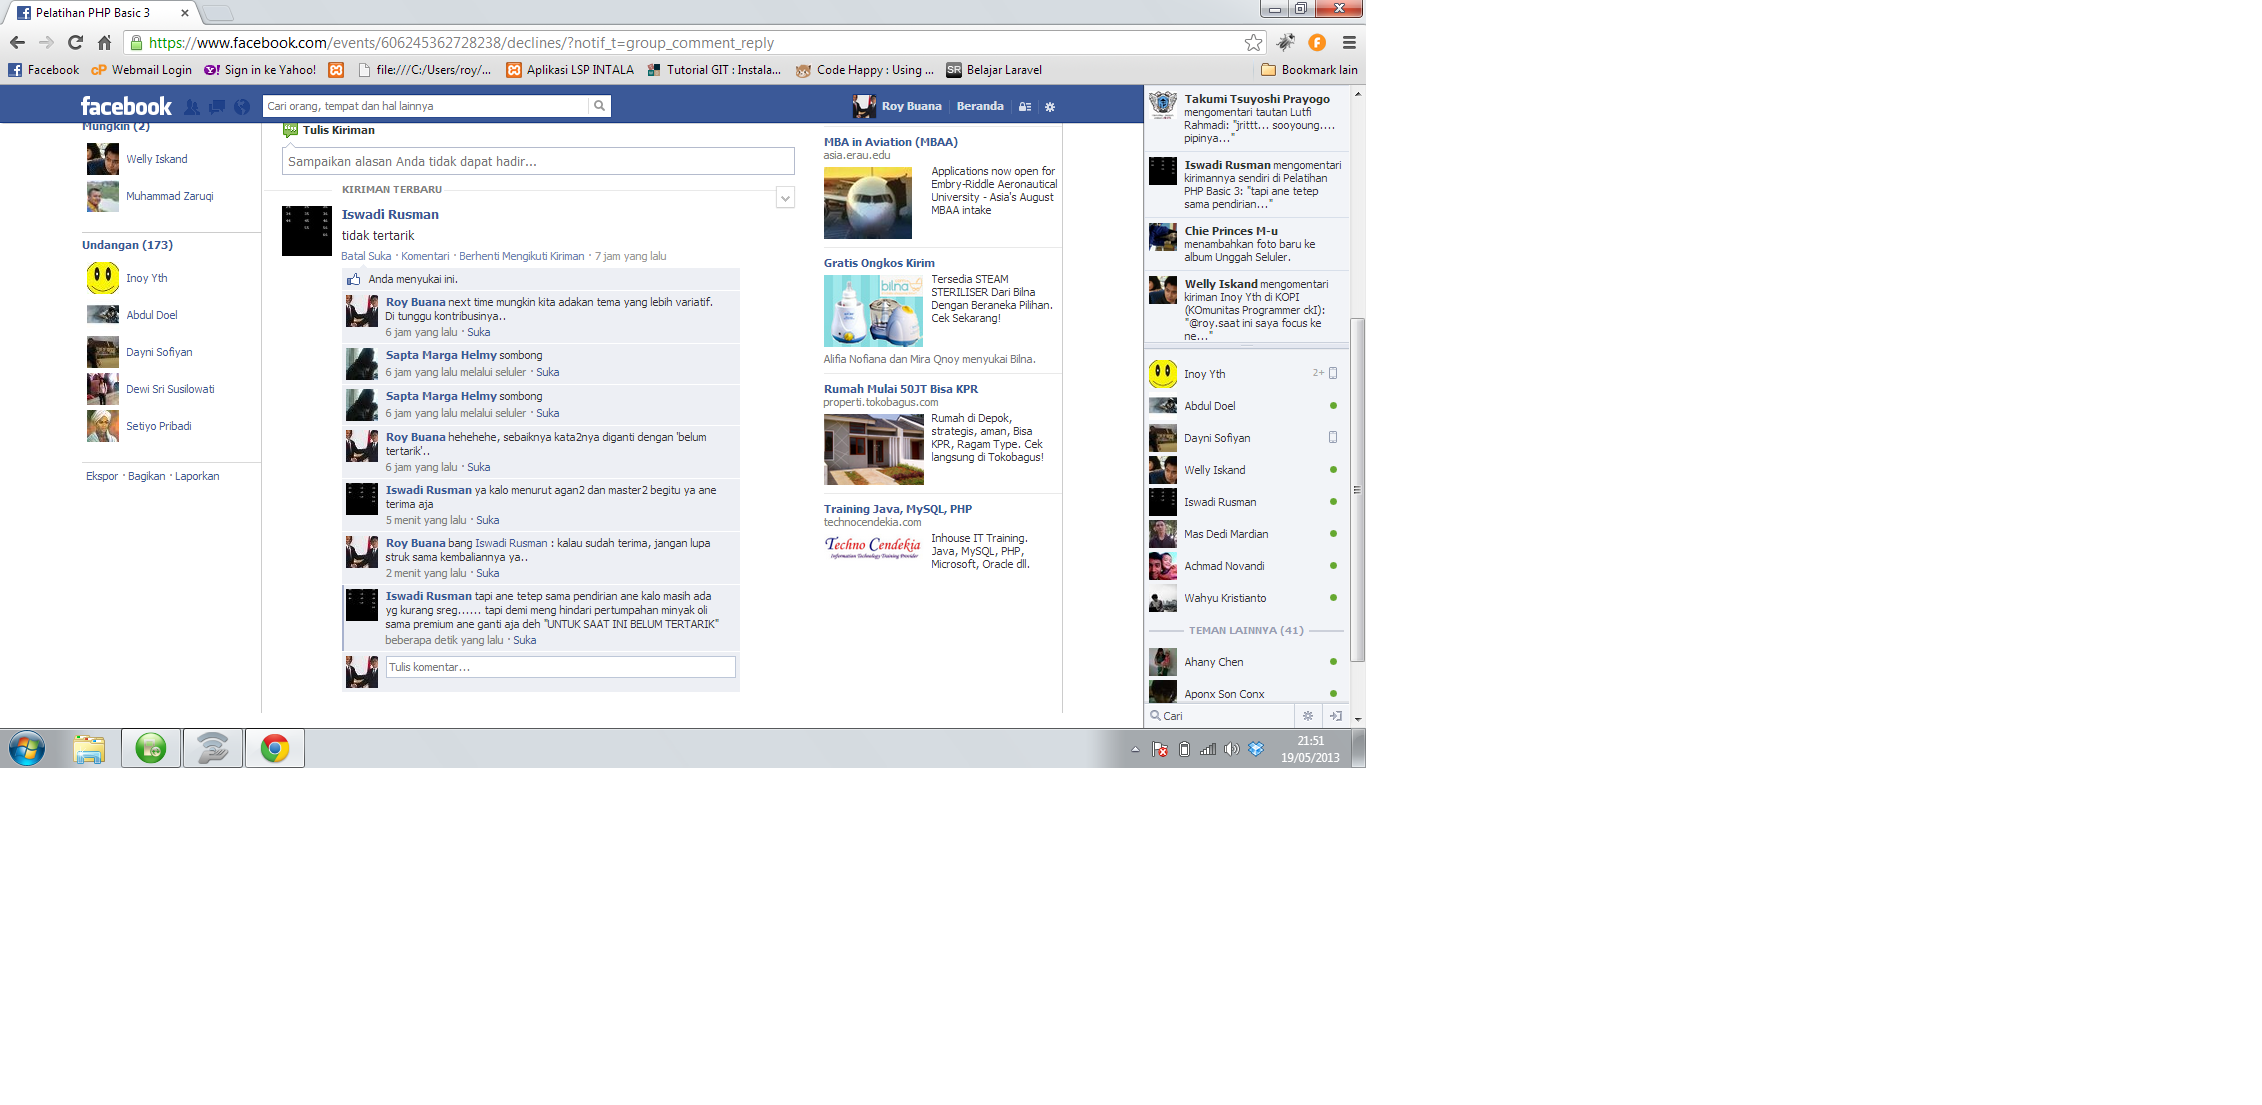 Pelatihan PHP Basic 3
https://www.facebook.com/events/606245362728238/declines/?notif_t=group_comment_reply
Facebook
cP Webmail Login
Sign in ke Yahoo!
file:///C:/Users/roy/...
Aplikasi LSP INTALA
Tutorial GIT : Instala...
Code Happy : Using ...
SR Belajar Laravel
Bookmark lain
facebook
Cari orang, tempat dan hal lainnya
Roy Buana
Beranda
Mungkin (2)
Welly Iskand
Muhammad Zaruqi
Undangan (173)
Inoy Yth
Abdul Doel
Dayni Sofiyan
Dewi Sri Susilowati
Setiyo Pribadi
Ekspor · Bagikan · Laporkan
Tulis Kiriman
Sampaikan alasan Anda tidak dapat hadir...
KIRIMAN TERBARU
Iswadi Rusman
tidak tertarik
Batal Suka · Komentari · Berhenti Mengikuti Kiriman · 7 jam yang lalu
Anda menyukai ini.
Roy Buana next time mungkin kita adakan tema yang lebih variatif.
Di tunggu kontribusinya..
6 jam yang lalu · Suka
Sapta Marga Helmy sombong
6 jam yang lalu melalui seluler · Suka
Sapta Marga Helmy sombong
6 jam yang lalu melalui seluler · Suka
Roy Buana hehehehe, sebaiknya kata2nya diganti dengan 'belum
tertarik'..
6 jam yang lalu · Suka
Iswadi Rusman ya kalo menurut agan2 dan master2 begitu ya ane
terima aja
5 menit yang lalu · Suka
Roy Buana bang Iswadi Rusman : kalau sudah terima, jangan lupa
struk sama kembaliannya ya..
2 menit yang lalu · Suka
Iswadi Rusman tapi ane tetep sama pendirian ane kalo masih ada
yg kurang sreg...... tapi demi meng hindari pertumpahan minyak oli
sama premium ane ganti aja deh "UNTUK SAAT INI BELUM TERTARIK"
beberapa detik yang lalu · Suka
Tulis komentar...
MBA in Aviation (MBAA)
asia.erau.edu
Applications now open for
Embry-Riddle Aeronautical
University - Asia's August
MBAA intake
Gratis Ongkos Kirim
bilna
Tersedia STEAM
STERILISER Dari Bilna
Dengan Beraneka Pilihan.
Cek Sekarang!
Alifia Nofiana dan Mira Qnoy menyukai Bilna.
Rumah Mulai 50JT Bisa KPR
properti.tokobagus.com
Rumah di Depok,
strategis, aman, Bisa
KPR, Ragam Type. Cek
langsung di Tokobagus!
Training Java, MySQL, PHP
technocendekia.com
Techno Cendekia
Information Technology Training Provider
Inhouse IT Training.
Java, MySQL, PHP,
Microsoft, Oracle dll.
Takumi Tsuyoshi Prayogo
mengomentari tautan Lutfi
Rahmadi: "jrittt... sooyoung....
pipinya..."
Iswadi Rusman mengomentari
kirimannya sendiri di Pelatihan
PHP Basic 3: "tapi ane tetep
sama pendirian..."
Chie Princes M-u
menambahkan foto baru ke
album Unggah Seluler.
Welly Iskand mengomentari
kiriman Inoy Yth di KOPI
(KOmunitas Programmer ckI):
"@roy.saat ini saya focus ke
ne..."
Inoy Yth 2+
Abdul Doel
Dayni Sofiyan
Welly Iskand
Iswadi Rusman
Mas Dedi Mardian
Achmad Novandi
Wahyu Kristianto
TEMAN LAINNYA (41)
Ahany Chen
Aponx Son Conx
Cari
21:51
19/05/2013